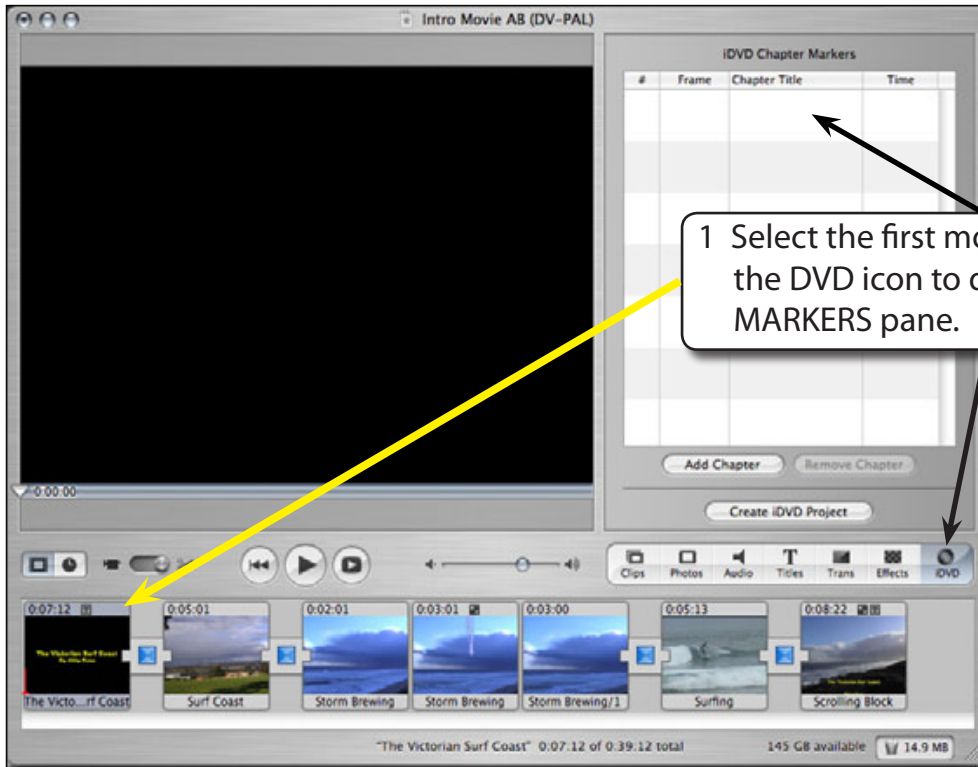 Intro Movie AB (DV-PAL)
iDVD Chapter Markers
# Frame Chapter Title Time
1 Select the first mo
the DVD icon to
MARKERS pane.
Add Chapter Remove Chapter
Create iDVD Project
0:00:00
Clips Photos Audio Titles Trans Effects iDVD
0:07:12 0:05:01 0:02:01 0:03:01 0:03:00 0:05:13 0:08:22
The Victorian Surf Coast
The Victo...rf Coast Surf Coast Storm Brewing Storm Brewing Storm Brewing/1 Surfing Scrolling Block
"The Victorian Surf Coast" 0:07:12 of 0:39:12 total 145 GB available 14.9 MB